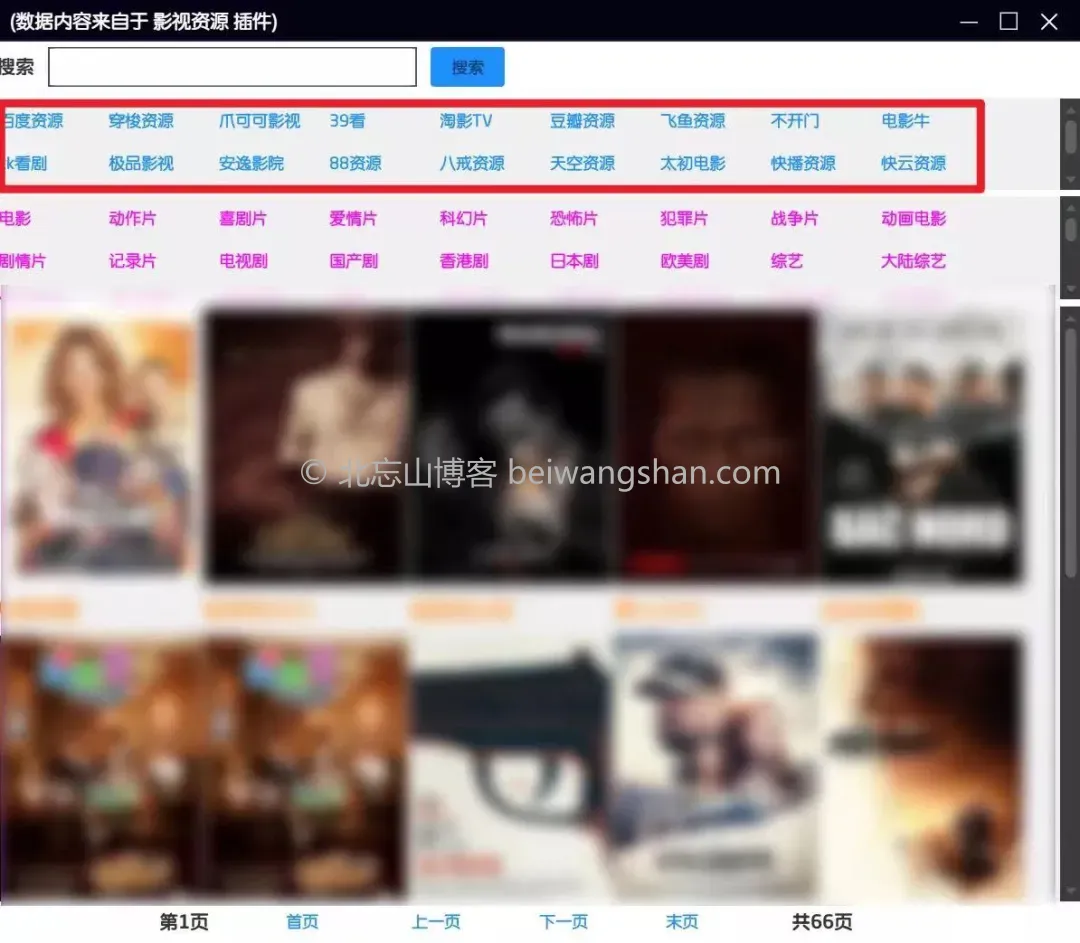 (数据内容来自于 影视资源 插件)
搜索 搜索
百度资源 穿梭资源 爪可可影视 39看 淘影TV 豆瓣资源 飞鱼资源 不开门 电影牛
k看剧 极品影视 安逸影院 88资源 八戒资源 天空资源 太初电影 快播资源 快云资源
电影 动作片 喜剧片 爱情片 科幻片 恐怖片 犯罪片 战争片 动画电影
剧情片 记录片 电视剧 国产剧 香港剧 日本剧 欧美剧 综艺 大陆综艺
© 北忘山博客 beiwangshan.com
第1页 首页 上一页 下一页 末页 共66页